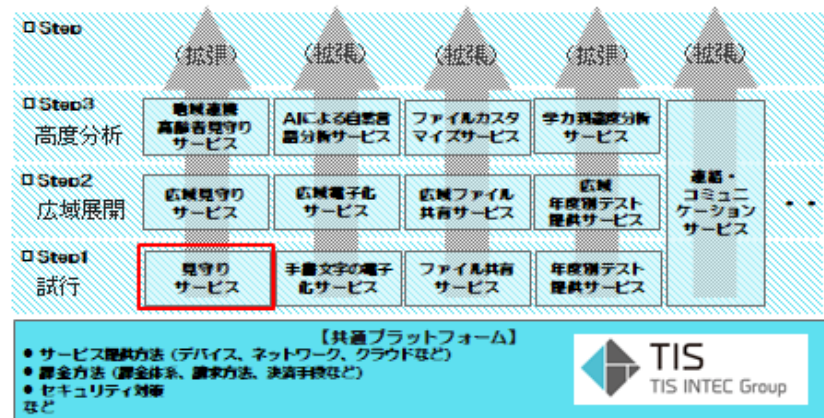 □Step
(拡張)
(拡張)
(拡張)
(拡張)
(拡張)
□Step3
高度分析
地域連携
高齢者見守り
サービス
AIによる自然言
語分析サービス
ファイルカスタ
マイズサービス
学力到達度分析
サービス
□Step2
広域展開
広域見守り
サービス
広域電子化
サービス
広域ファイル
共有サービス
広域
年度別テスト
提供サービス
連絡・
コミュニ
ケーション
サービス
・・
□Step1
試行
見守り
サービス
手書文字の電子
化サービス
ファイル共有
サービス
年度別テスト
提供サービス
【共通プラットフォーム】
● サービス提供方法（デバイス、ネットワーク、クラウドなど）
● 課金方法（課金体系、請求方法、決済手段など）
● セキュリティ対策
など
TIS
TIS INTEC Group